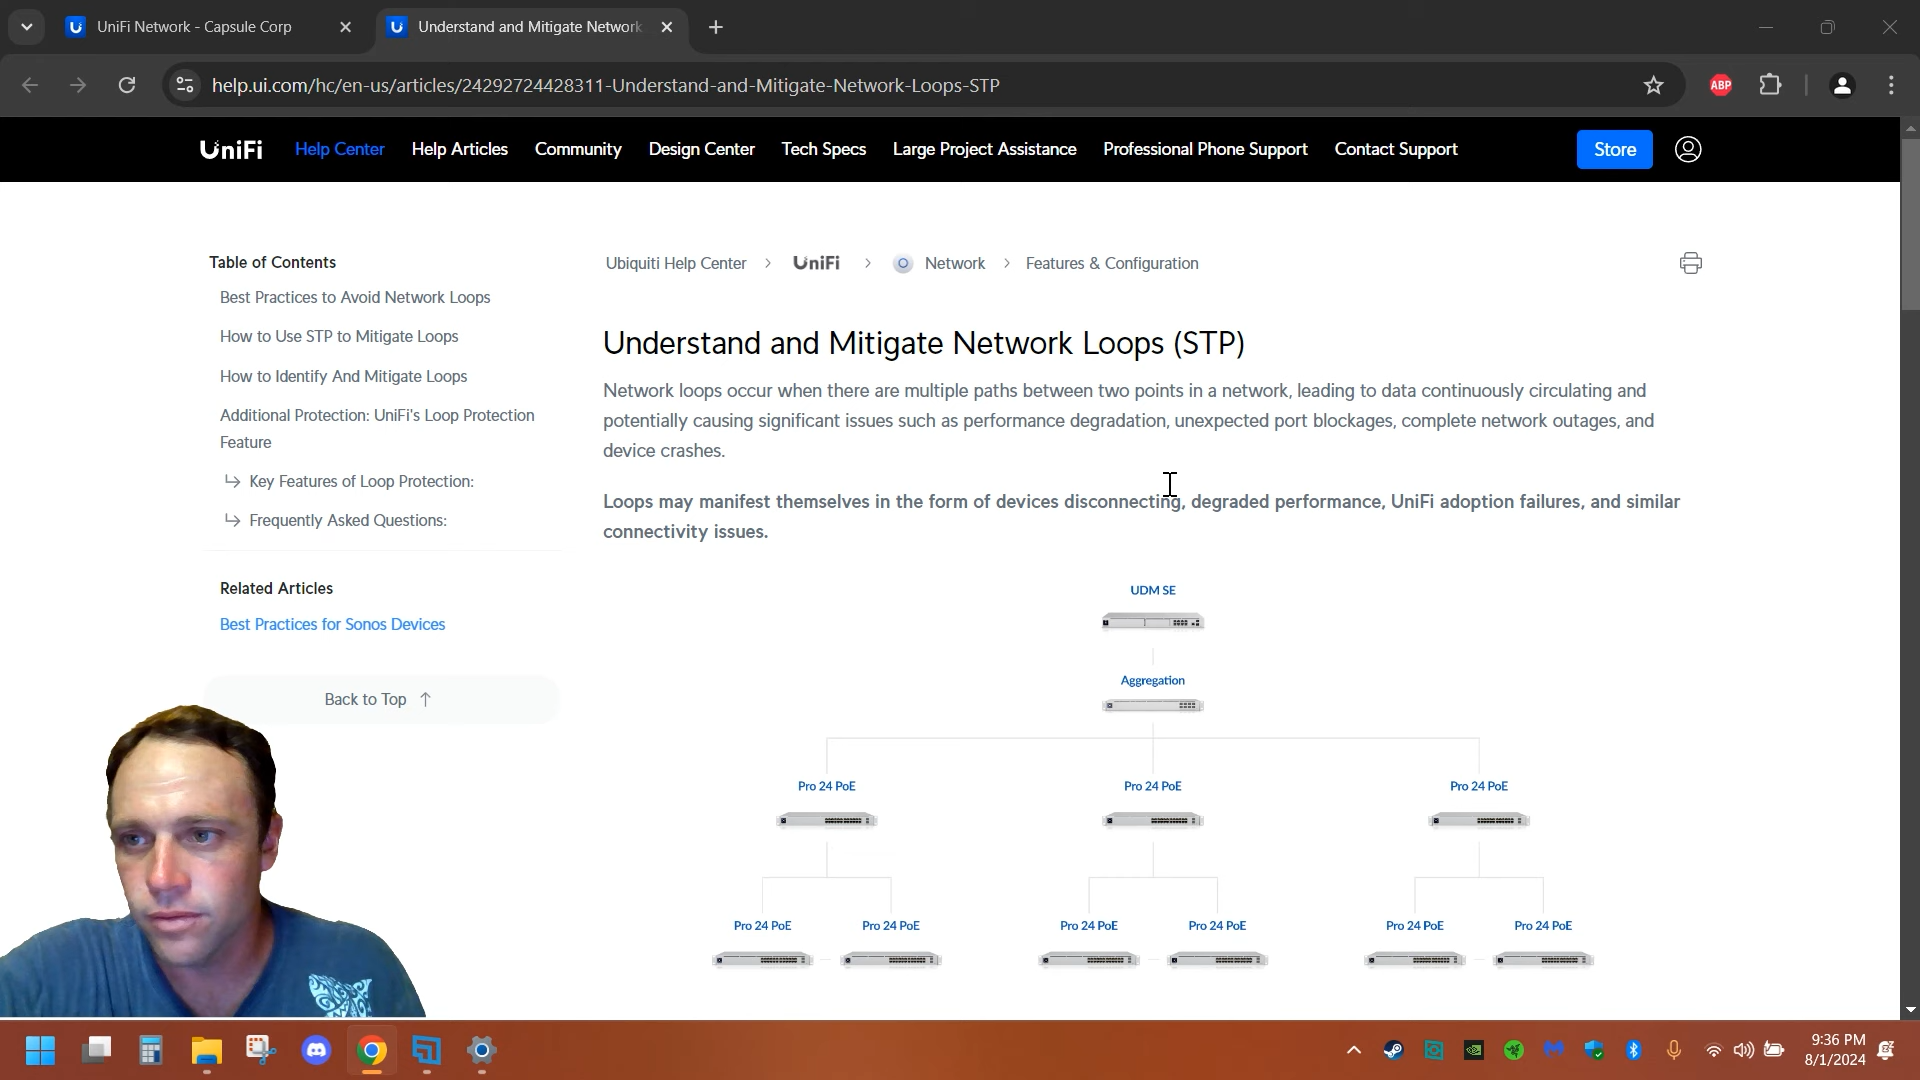 UniFi Network - Capsule Corp
Understand and Mitigate Network
help.ui.com/hc/en-us/articles/24292724428311-Understand-and-Mitigate-Network-Loops-STP
ABP
UniFi
Help Center
Help Articles
Community
Design Center
Tech Specs
Large Project Assistance
Professional Phone Support
Contact Support
Store
Table of Contents
Best Practices to Avoid Network Loops
How to Use STP to Mitigate Loops
How to Identify And Mitigate Loops
Additional Protection: UniFi's Loop Protection
Feature
Key Features of Loop Protection:
Frequently Asked Questions:
Related Articles
Best Practices for Sonos Devices
Back to Top
Ubiquiti Help Center > UniFi > Network > Features & Configuration
Understand and Mitigate Network Loops (STP)
Network loops occur when there are multiple paths between two points in a network, leading to data continuously circulating and
potentially causing significant issues such as performance degradation, unexpected port blockages, complete network outages, and
device crashes.
Loops may manifest themselves in the form of devices disconnecting, degraded performance, UniFi adoption failures, and similar
connectivity issues.
UDM SE
Aggregation
Pro 24 PoE
Pro 24 PoE
Pro 24 PoE
Pro 24 PoE
Pro 24 PoE
Pro 24 PoE
Pro 24 PoE
Pro 24 PoE
Pro 24 PoE
9:36 PM
8/1/2024